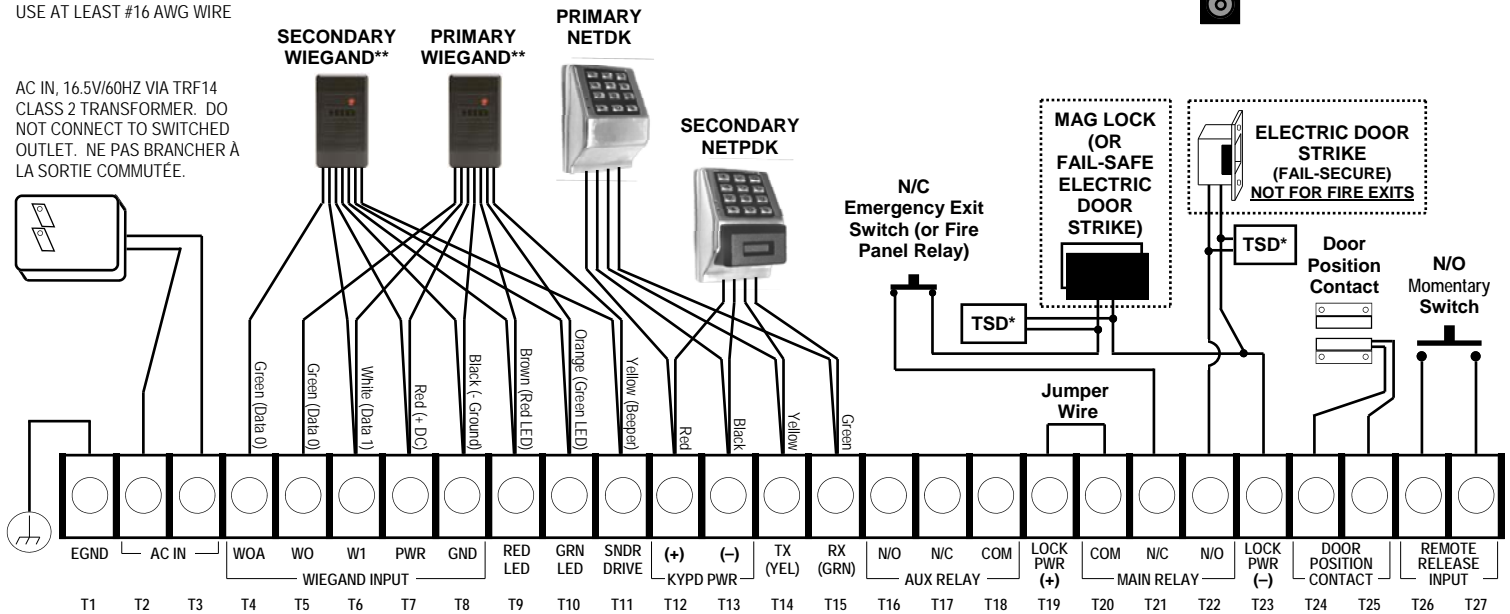 USE AT LEAST #16 AWG WIRE
AC IN, 16.5V/60HZ VIA TRF14
CLASS 2 TRANSFORMER. DO
NOT CONNECT TO SWITCHED
OUTLET. NE PAS BRANCHER À
LA SORTIE COMMUTÉE.
SECONDARY
WIEGAND**
PRIMARY
WIEGAND**
PRIMARY
NETDK
SECONDARY
NETPDK
N/C
Emergency Exit
Switch (or Fire
Panel Relay)
TSD*
MAG LOCK
(OR
FAIL-SAFE
ELECTRIC
DOOR
STRIKE)
ELECTRIC DOOR
STRIKE
(FAIL-SECURE)
NOT FOR FIRE EXITS
TSD*
Door
Position
Contact
N/O
Momentary
Switch
Jumper
Wire
Green (Data 0)
Green (Data 0)
White (Data 1)
Red (+ DC)
Black (- Ground)
Brown (Red LED)
Orange (Green LED)
Yellow (Beeper)
Red
Black
Yellow
Green
EGND
AC IN
WOA
WO
W1
PWR
GND
WIEGAND INPUT
RED
LED
GRN
LED
SNDR
DRIVE
(+)
(–)
KYPD PWR
TX
(YEL)
RX
(GRN)
N/O
N/C
COM
AUX RELAY
LOCK
PWR
(+)
COM
N/C
N/O
MAIN RELAY
LOCK
PWR
(–)
DOOR
POSITION
CONTACT
REMOTE
RELEASE
INPUT
T1 T2 T3 T4 T5 T6 T7 T8 T9 T10 T11 T12 T13 T14 T15 T16 T17 T18 T19 T20 T21 T22 T23 T24 T25 T26 T27